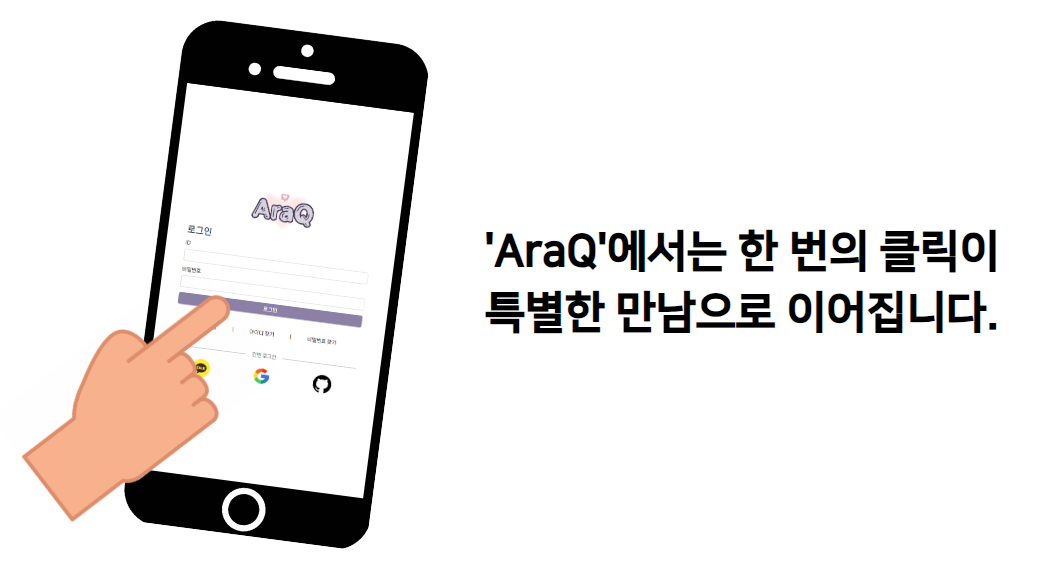 AraQ
로그인
ID
비밀번호
로그인
아이디 찾기 | 비밀번호 찾기
간편 로그인
'AraQ'에서는 한 번의 클릭이
특별한 만남으로 이어집니다.